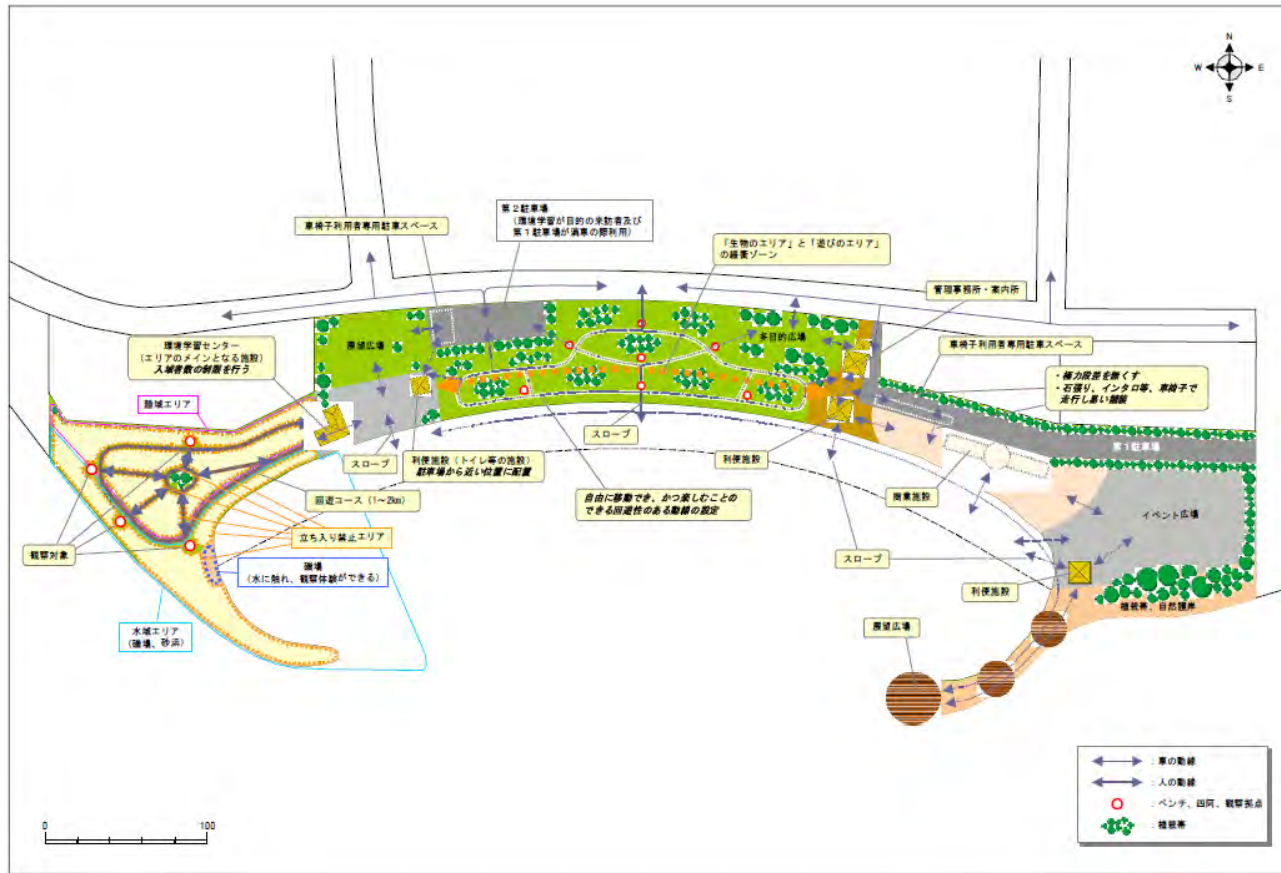 N
W E
S
車椅子利用者専用駐車スペース
第2駐車場
(環境学習が目的の来訪者及び
第1駐車場が満車の際利用)
「生物のエリア」と「遊びのエリア」
の緩衝ゾーン
管理事務所・案内所
環境学習センター
(エリアのメインとなる施設)
入場者数の制限を行う
展望広場
多目的広場
車椅子利用者専用駐車スペース
・極力段差を無くす
・石張り、インタロ等、車椅子で
走行し易い舗装
陸域エリア
スロープ
利便施設(トイレ等の施設)
駐車場から近い位置に配置
スロープ
利便施設
第1駐車場
商業施設
回遊コース(1～2km)
自由に移動でき、かつ楽しむことの
できる回遊性のある動線の設定
イベント広場
立ち入り禁止エリア
観察対象
磯場
(水に触れ、観察体験ができる)
スロープ
利便施設
植栽帯、自然護岸
水域エリア
(磯場、砂浜)
展望広場
:車の動線
:人の動線
:ベンチ、四阿、観察拠点
:植栽帯
0 100